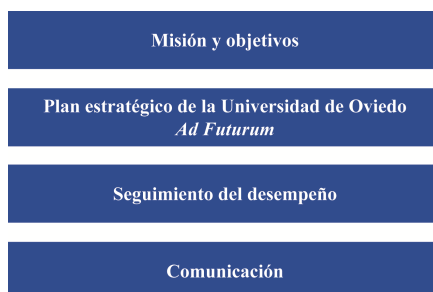 Misión y objetivos
Plan estratégico de la Universidad de Oviedo
Ad Futurum
Seguimiento del desempeño
Comunicación